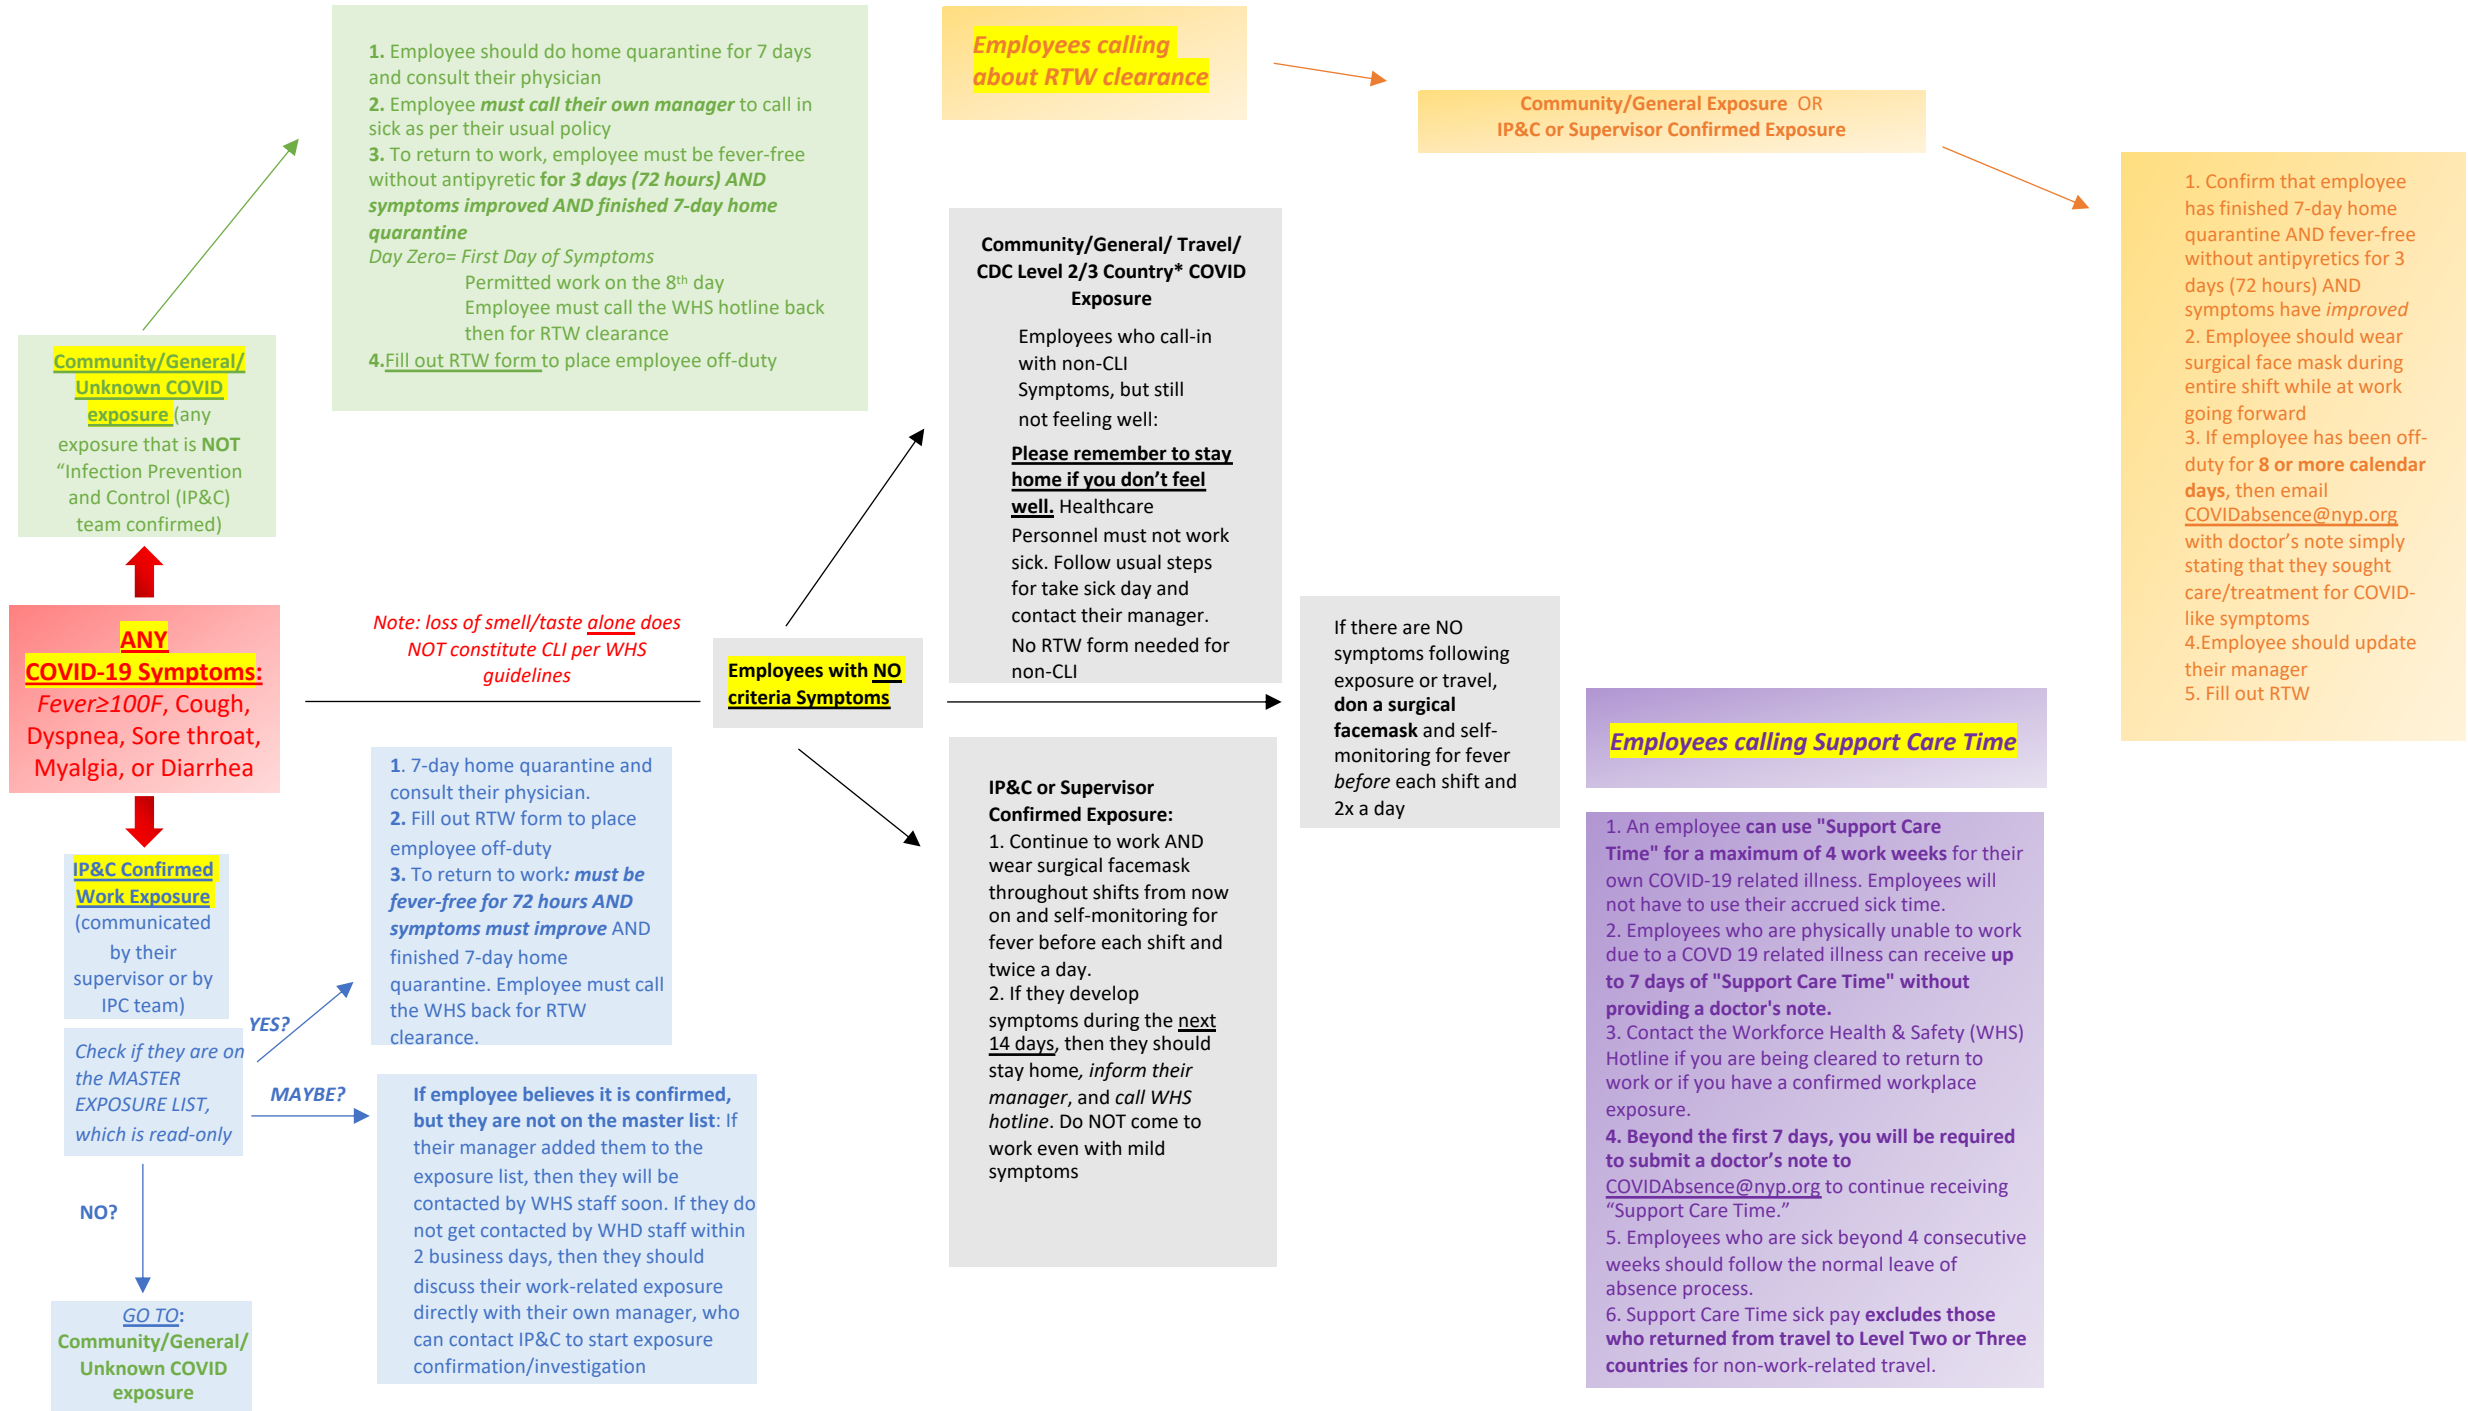 1. Employee should do home quarantine for 7 days
and consult their physician
2. Employee must call their own manager to call in
sick as per their usual policy
3. To return to work, employee must be fever-free
without antipyretic for 3 days (72 hours) AND
symptoms improved AND finished 7-day home
quarantine
Day Zero= First Day of Symptoms
Permitted work on the 8th day
Employee must call the WHS hotline back
then for RTW clearance
4.Fill out RTW form to place employee off-duty
Community/General/
Unknown COVID
exposure (any
exposure that is NOT
“Infection Prevention
and Control (IP&C)
team confirmed)
ANY
COVID-19 Symptoms:
Fever≥100F, Cough,
Dyspnea, Sore throat,
Myalgia, or Diarrhea
IP&C Confirmed
Work Exposure
(communicated
by their
supervisor or by
IPC team)
Check if they are on
the MASTER
EXPOSURE LIST,
which is read-only
YES?
MAYBE?
NO?
GO TO:
Community/General/
Unknown COVID
exposure
1. 7-day home quarantine and
consult their physician.
2. Fill out RTW form to place
employee off-duty
3. To return to work: must be
fever-free for 72 hours AND
symptoms must improve AND
finished 7-day home
quarantine. Employee must call
the WHS back for RTW
clearance.
If employee believes it is confirmed,
but they are not on the master list: If
their manager added them to the
exposure list, then they will be
contacted by WHS staff soon. If they do
not get contacted by WHD staff within
2 business days, then they should
discuss their work-related exposure
directly with their own manager, who
can contact IP&C to start exposure
confirmation/investigation
Note: loss of smell/taste alone does
NOT constitute CLI per WHS
guidelines
Employees with NO
criteria Symptoms
Community/General/ Travel/
CDC Level 2/3 Country* COVID
Exposure
Employees who call-in
with non-CLI
Symptoms, but still
not feeling well:
Please remember to stay
home if you don’t feel
well. Healthcare
Personnel must not work
sick. Follow usual steps
for take sick day and
contact their manager.
No RTW form needed for
non-CLI
IP&C or Supervisor
Confirmed Exposure:
1. Continue to work AND
wear surgical facemask
throughout shifts from now
on and self-monitoring for
fever before each shift and
twice a day.
2. If they develop
symptoms during the next
14 days, then they should
stay home, inform their
manager, and call WHS
hotline. Do NOT come to
work even with mild
symptoms
If there are NO
symptoms following
exposure or travel,
don a surgical
facemask and self-
monitoring for fever
before each shift and
2x a day
Employees calling
about RTW clearance
Community/General Exposure OR
IP&C or Supervisor Confirmed Exposure
1. Confirm that employee
has finished 7-day home
quarantine AND fever-free
without antipyretics for 3
days (72 hours) AND
symptoms have improved
2. Employee should wear
surgical face mask during
entire shift while at work
going forward
3. If employee has been off-
duty for 8 or more calendar
days, then email
COVIDabsence@nyp.org
with doctor’s note simply
stating that they sought
care/treatment for COVID-
like symptoms
4.Employee should update
their manager
5. Fill out RTW
Employees calling Support Care Time
1. An employee can use "Support Care
Time" for a maximum of 4 work weeks for their
own COVID-19 related illness. Employees will
not have to use their accrued sick time.
2. Employees who are physically unable to work
due to a COVD 19 related illness can receive up
to 7 days of "Support Care Time" without
providing a doctor's note.
3. Contact the Workforce Health & Safety (WHS)
Hotline if you are being cleared to return to
work or if you have a confirmed workplace
exposure.
4. Beyond the first 7 days, you will be required
to submit a doctor’s note to
COVIDAbsence@nyp.org to continue receiving
“Support Care Time.”
5. Employees who are sick beyond 4 consecutive
weeks should follow the normal leave of
absence process.
6. Support Care Time sick pay excludes those
who returned from travel to Level Two or Three
countries for non-work-related travel.